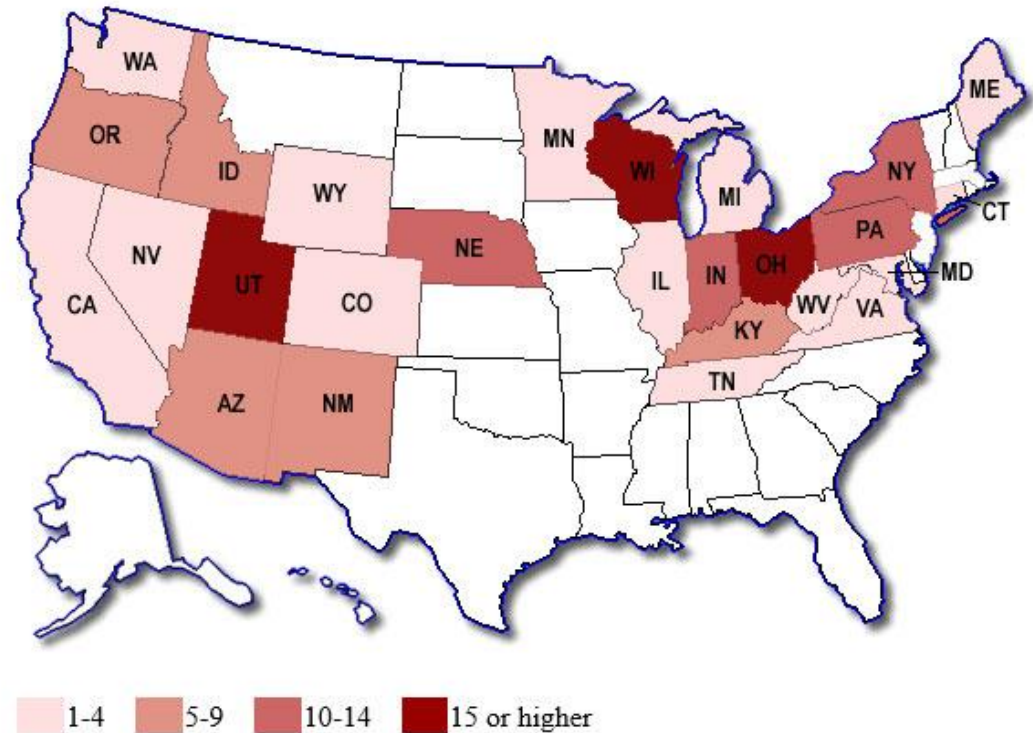 WA
ME
OR
MN
ID
WI
NY
WY
MI
CT
PA
NE
NV
IL
IN
OH
MD
UT
CO
WV
VA
CA
KY
TN
AZ
NM
1-4 5-9 10-14 15 or higher